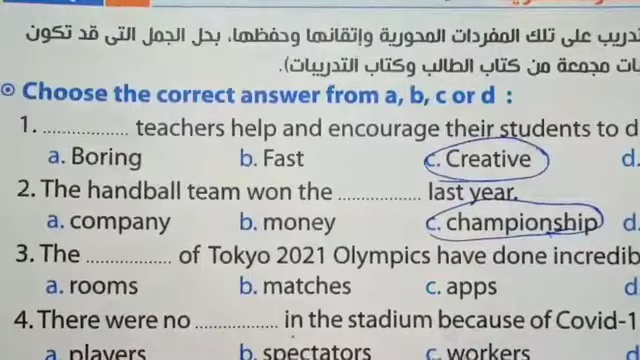 تدريب على تلك المفردات المحورية وإتقانها وحفظها، بحل الجمل التى قد تكون
مجمعة من كتاب الطالب وكتاب التدريبات).
Choose the correct answer from a, b, c or d :
1. ................. teachers help and encourage their students to d
a. Boring b. Fast c. Creative d.
2. The handball team won the ................. last year.
a. company b. money c. championship d.
3. The ................. of Tokyo 2021 Olympics have done incredib
a. rooms b. matches c. apps d
4. There were no ................. in the stadium because of Covid-1
a. players b. spectators c. workers d